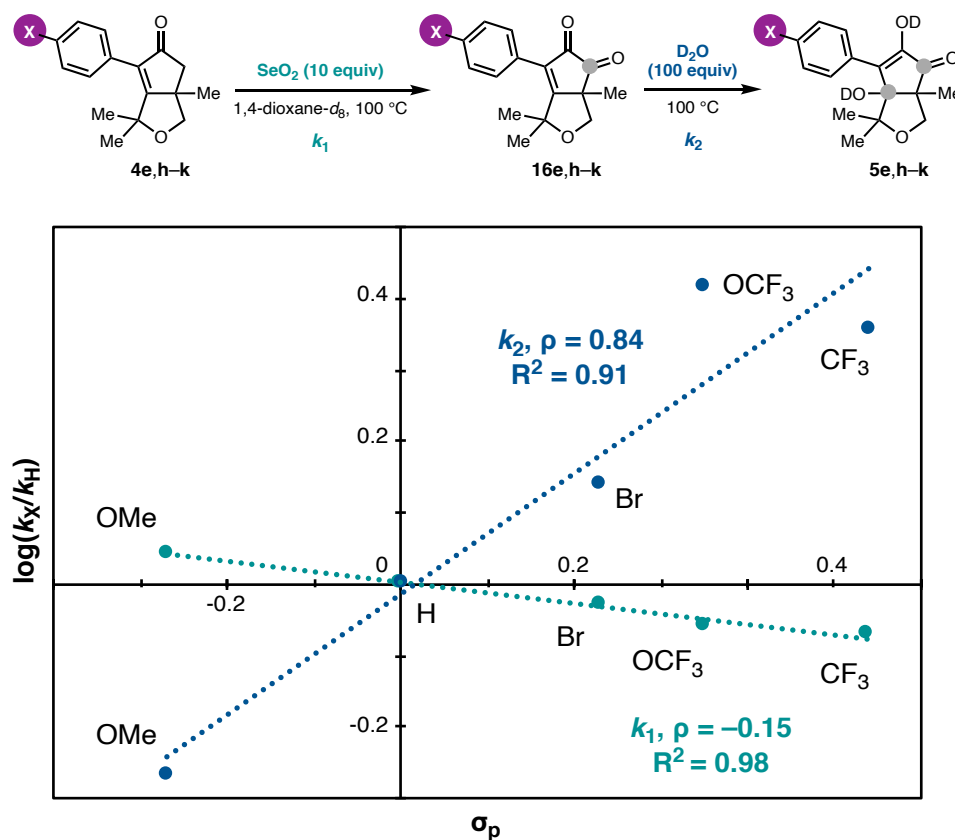 X
O
Me
Me
Me
O
4e,h–k
SeO₂ (10 equiv)
1,4-dioxane-d₈, 100 °C
k₁
X
O
O
Me
Me
Me
O
16e,h–k
D₂O
(100 equiv)
100 °C
k₂
X
OD
O
DO
Me
Me
Me
O
5e,h–k
log(kX/kH)
0.4
0.2
0
-0.2
-0.2
0.2
0.4
OCF₃
CF₃
k₂, ρ = 0.84
R² = 0.91
Br
OMe
H
Br
OCF₃
CF₃
OMe
k₁, ρ = –0.15
R² = 0.98
σp